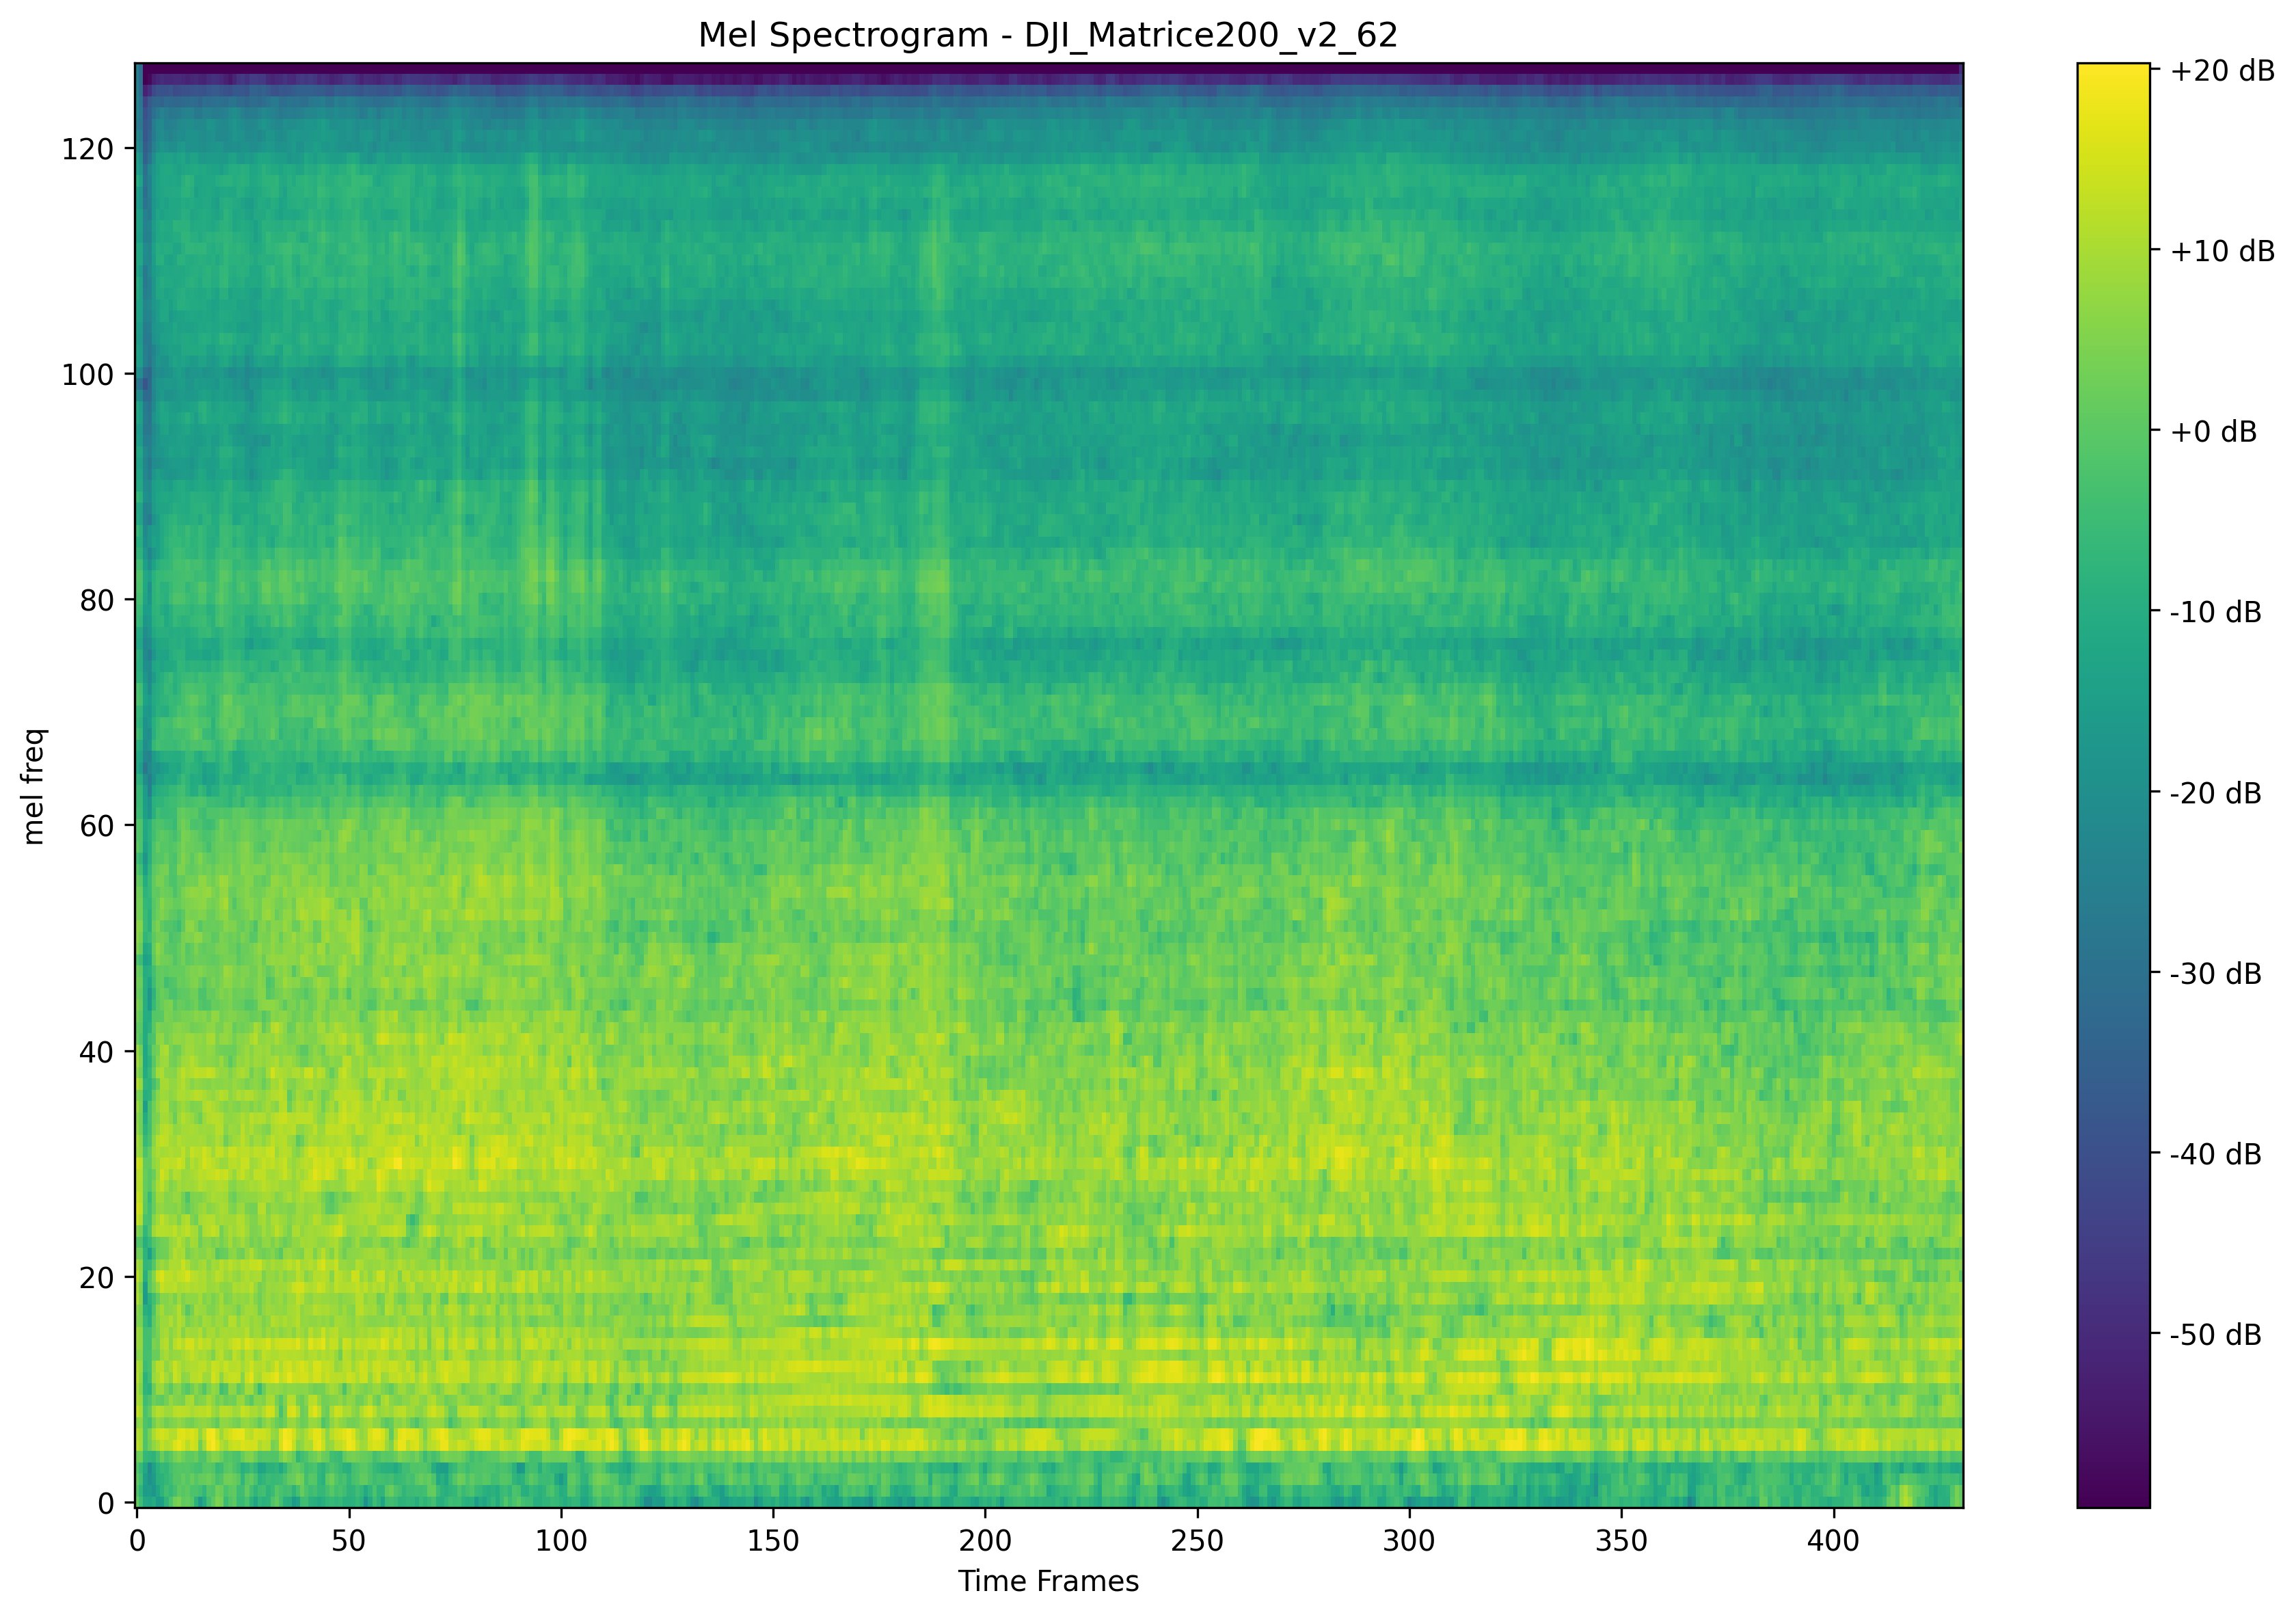 Mel Spectrogram - DJI_Matrice200_v2_62
mel freq
120
100
80
60
40
20
0
0 50 100 150 200 250 300 350 400
Time Frames
+20 dB
+10 dB
+0 dB
-10 dB
-20 dB
-30 dB
-40 dB
-50 dB